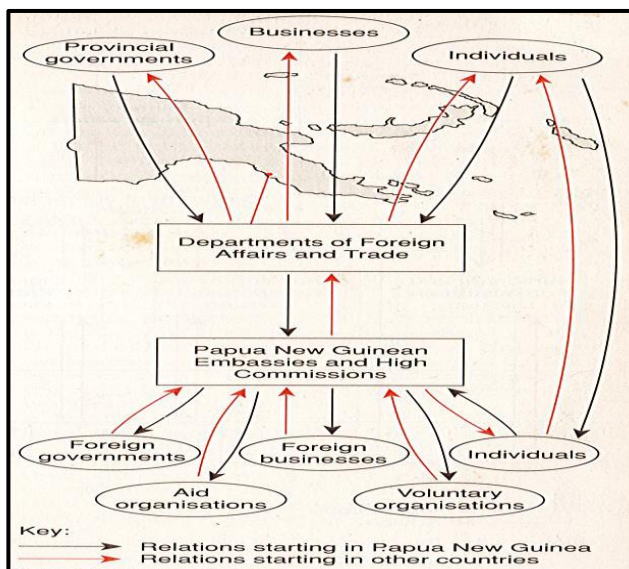 Provincial
governments
Businesses
Individuals
Departments of Foreign
Affairs and Trade
Papua New Guinean
Embassies and High
Commissions
Foreign
governments
Foreign
businesses
Individuals
Aid
organisations
Voluntary
organisations
Key:
Relations starting in Papua New Guinea
Relations starting in other countries